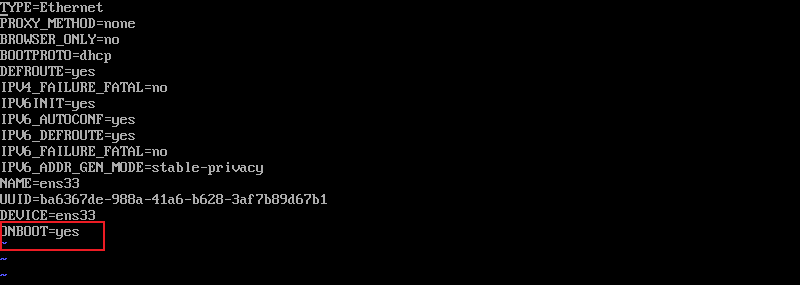 TYPE=Ethernet
PROXY_METHOD=none
BROWSER_ONLY=no
BOOTPROTO=dhcp
DEFROUTE=yes
IPV4_FAILURE_FATAL=no
IPV6INIT=yes
IPV6_AUTOCONF=yes
IPV6_DEFROUTE=yes
IPV6_FAILURE_FATAL=no
IPV6_ADDR_GEN_MODE=stable-privacy
NAME=ens33
UUID=ba6367de-988a-41a6-b628-3af7b89d67b1
DEVICE=ens33
ONBOOT=yes
~
~
~